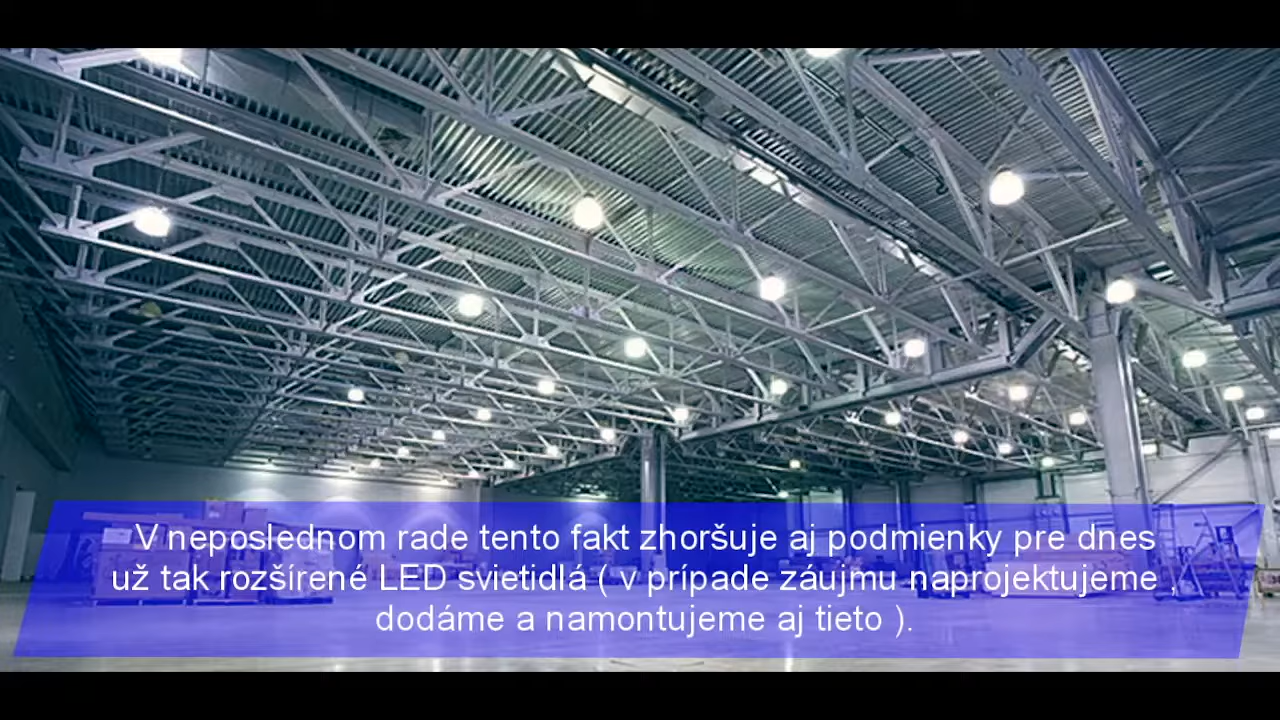 V neposlednom rade tento fakt zhoršuje aj podmienky pre dnes
už tak rozšírené LED svietidlá ( v prípade záujmu naprojektujeme ,
dodáme a namontujeme aj tieto ).